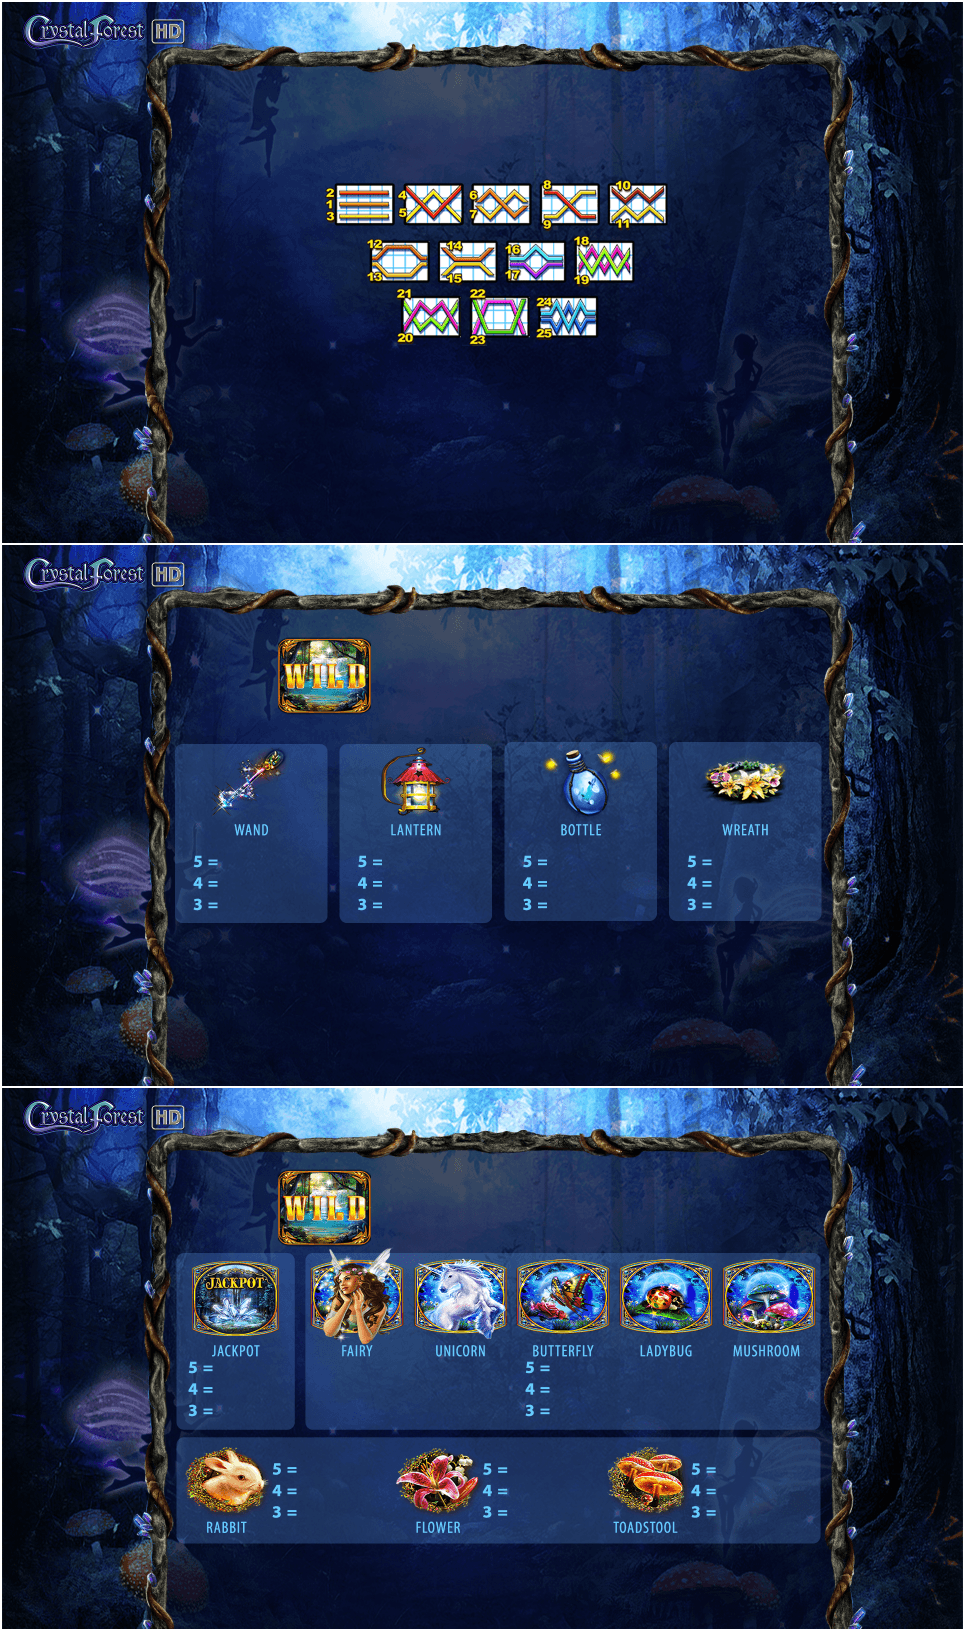 Crystal Forest HD
8 10
2 4 6
1
3 5 7
9 11
12 14 16 18
13 15 17 19
21 22 24
20 23 25
Crystal Forest HD
WILD
WAND LANTERN BOTTLE WREATH
5 = 5 = 5 = 5 =
4 = 4 = 4 = 4 =
3 = 3 = 3 = 3 =
Crystal Forest HD
WILD
JACKPOT
JACKPOT FAIRY UNICORN BUTTERFLY LADYBUG MUSHROOM
5 = 5 =
4 = 4 =
3 = 3 =
5 = 5 = 5 =
4 = 4 = 4 =
3 = 3 = 3 =
RABBIT FLOWER TOADSTOOL